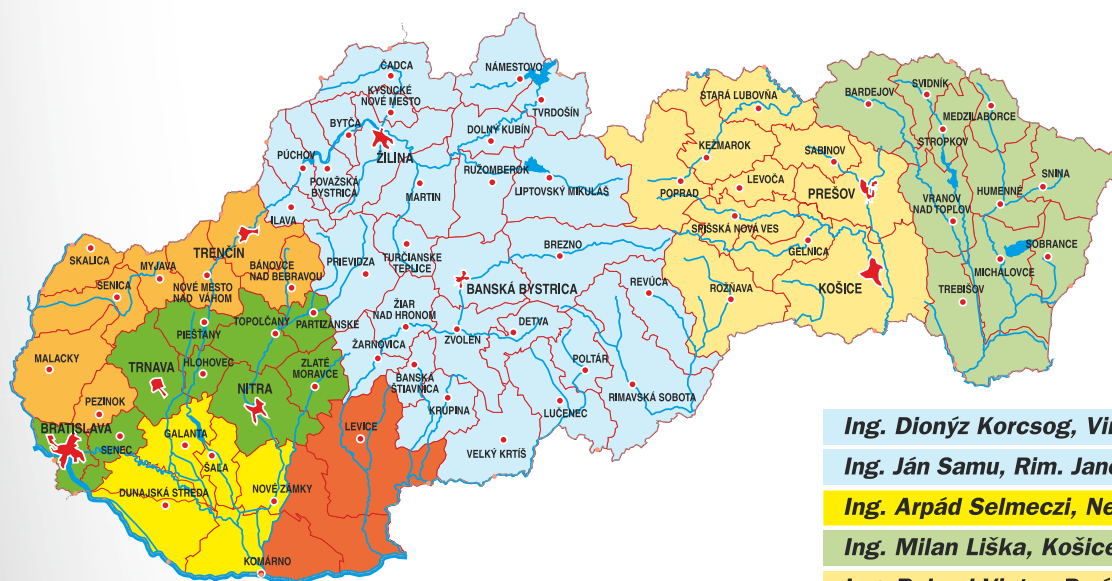 ČADCA
NÁMESTOVO
KYSUCKÉ
NOVÉ MESTO
TVRDOŠÍN
BYTČA
DOLNÝ KUBÍN
ŽILINA
PÚCHOV
POVAŽSKÁ
BYSTRICA
RUŽOMBEROK
LIPTOVSKÝ MIKULÁŠ
MARTIN
ILAVA
STARÁ ĽUBOVŇA
KEŽMAROK
SABINOV
POPRAD
LEVOČA
PREŠOV
SPIŠSKÁ NOVÁ VES
GELNICA
ROŽŇAVA
KOŠICE
BARDEJOV
SVIDNÍK
MEDZILABORCE
STROPKOV
SNINA
HUMENNÉ
VRANOV
NAD TOPĽOV
SOBRANCE
MICHALOVCE
TREBIŠOV
TRENČÍN
SKALICA
MYJAVA
BÁNOVCE
NAD BEBRAVOU
SENICA
NOVÉ MESTO
NAD VÁHOM
PRIEVIDZA
TURČIANSKE
TEPLICE
BREZNO
BANSKÁ BYSTRICA
REVÚCA
ŽIAR
NAD HRONOM
ZVOLEN
DETVA
PIEŠŤANY
TOPOĽČANY
PARTIZÁNSKE
ŽARNOVICA
POLTÁR
MALACKY
TRNAVA
HLOHOVEC
ZLATÉ
MORAVCE
BANSKÁ
ŠTIAVNICA
NITRA
KRUPINA
LUČENEC
RIMAVSKÁ SOBOTA
PEZINOK
BRATISLAVA
SENEC
GALANTA
LEVICE
VEĽKÝ KRTÍŠ
ŠAĽA
DUNAJSKÁ STREDA
NOVÉ ZÁMKY
KOMÁRNO
Ing. Dionýz Korcsog,
Ing. Ján Samu, Rim.
Ing. Arpád Selmeczi,
Ing. Milan Liška, Košice